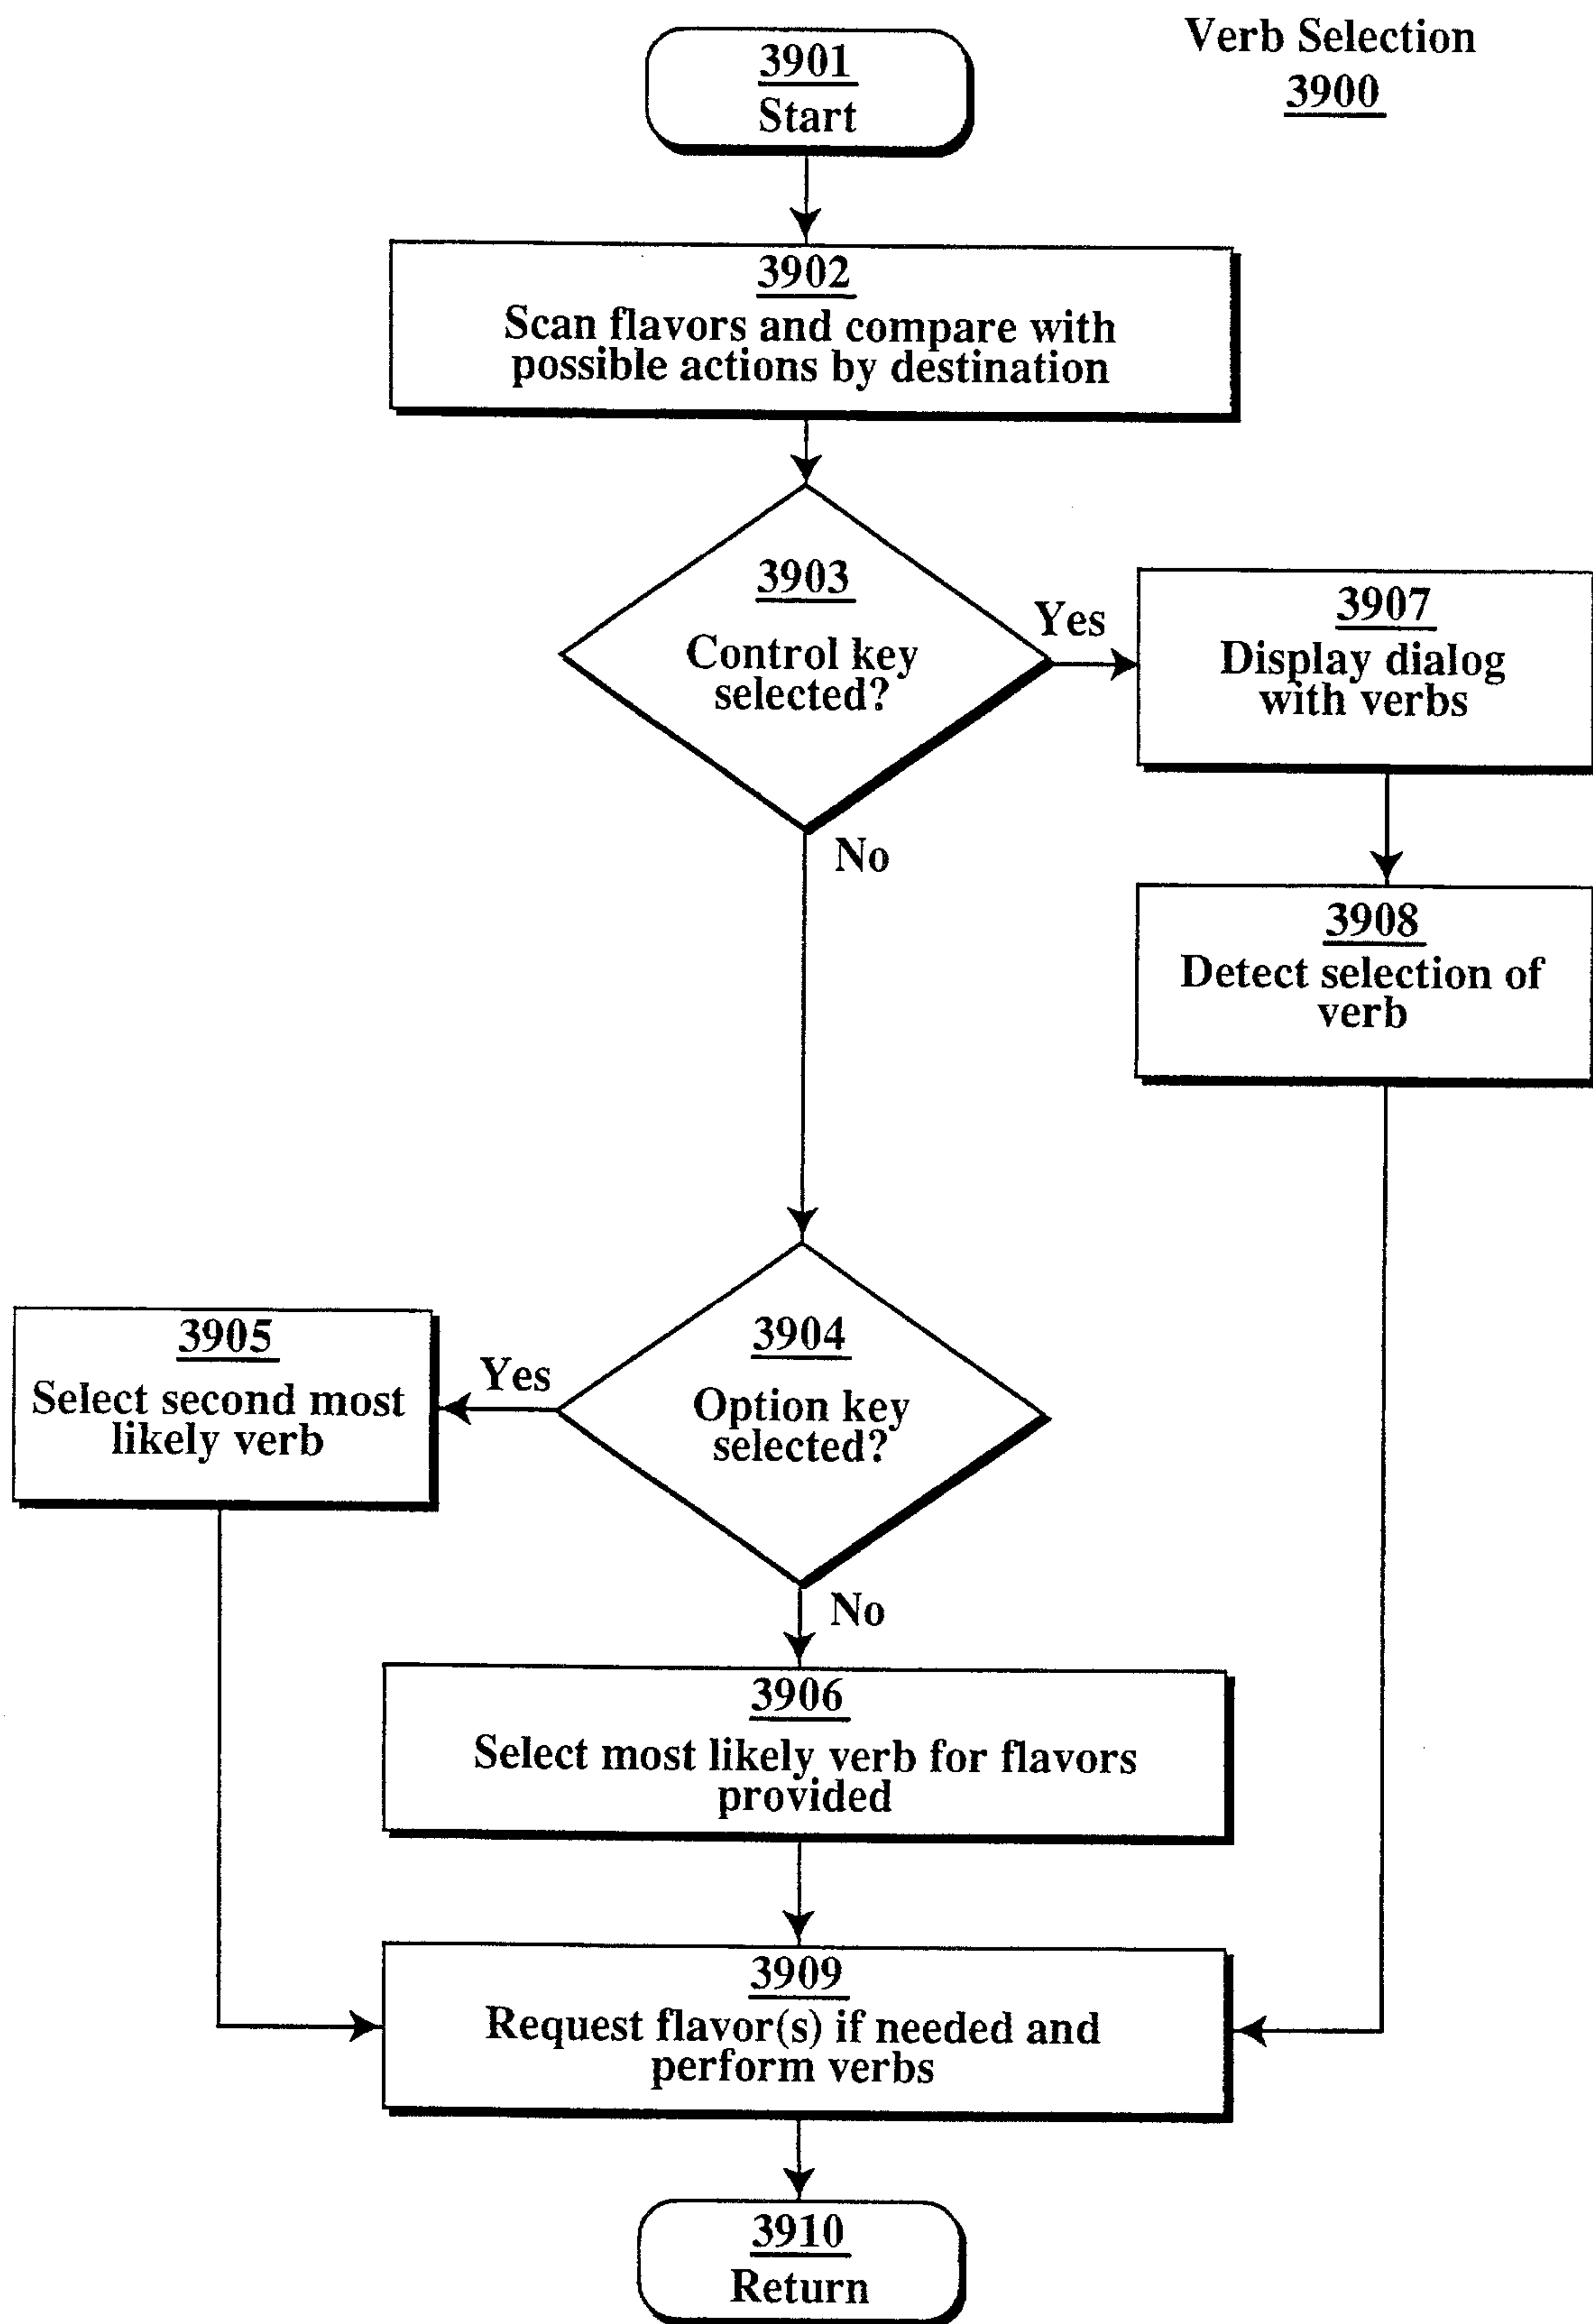 Verb Selection
3900
3901
Start
3902
Scan flavors and compare with
possible actions by destination
3903
Control key
selected?
Yes
No
3907
Display dialog
with verbs
3908
Detect selection of
verb
3904
Option key
selected?
Yes
No
3905
Select second most
likely verb
3906
Select most likely verb for flavors
provided
3909
Request flavor(s) if needed and
perform verbs
3910
Return